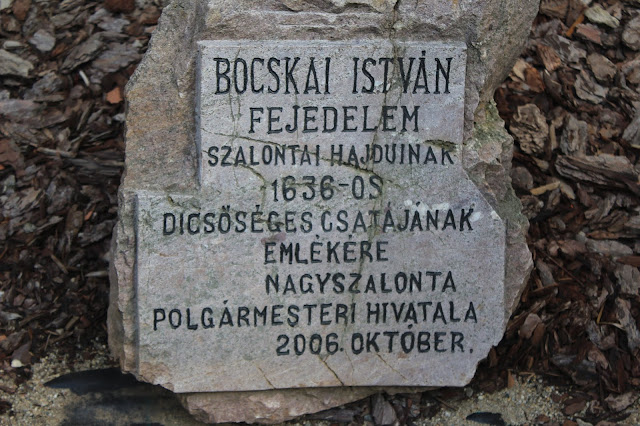 BOCSKAI ISTVÁN
FEJEDELEM
SZALONTAI HAJDUINAK
1636-OS
DICSŐSÉGES CSATÁJÁNAK
EMLÉKÉRE
NAGYSZALONTA
POLGÁRMESTERI HIVATALA
2006. OKTÓBER.